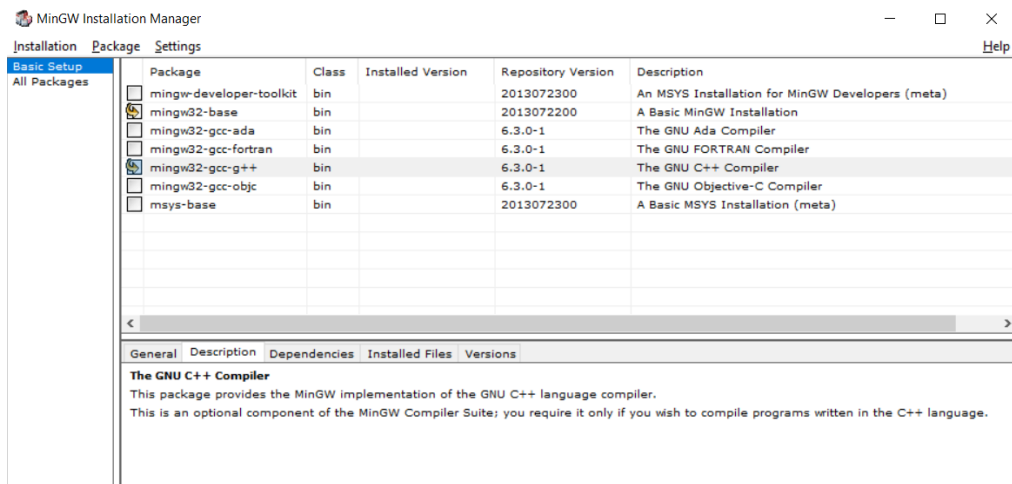 MinGW Installation Manager
Installation Package Settings Help
Basic Setup
All Packages
Package Class Installed Version Repository Version Description
mingw-developer-toolkit bin 2013072300 An MSYS Installation for MinGW Developers (meta)
mingw32-base bin 2013072200 A Basic MinGW Installation
mingw32-gcc-ada bin 6.3.0-1 The GNU Ada Compiler
mingw32-gcc-fortran bin 6.3.0-1 The GNU FORTRAN Compiler
mingw32-gcc-g++ bin 6.3.0-1 The GNU C++ Compiler
mingw32-gcc-objc bin 6.3.0-1 The GNU Objective-C Compiler
msys-base bin 2013072300 A Basic MSYS Installation (meta)
General Description Dependencies Installed Files Versions
The GNU C++ Compiler
This package provides the MinGW implementation of the GNU C++ language compiler.
This is an optional component of the MinGW Compiler Suite; you require it only if you wish to compile programs written in the C++ language.